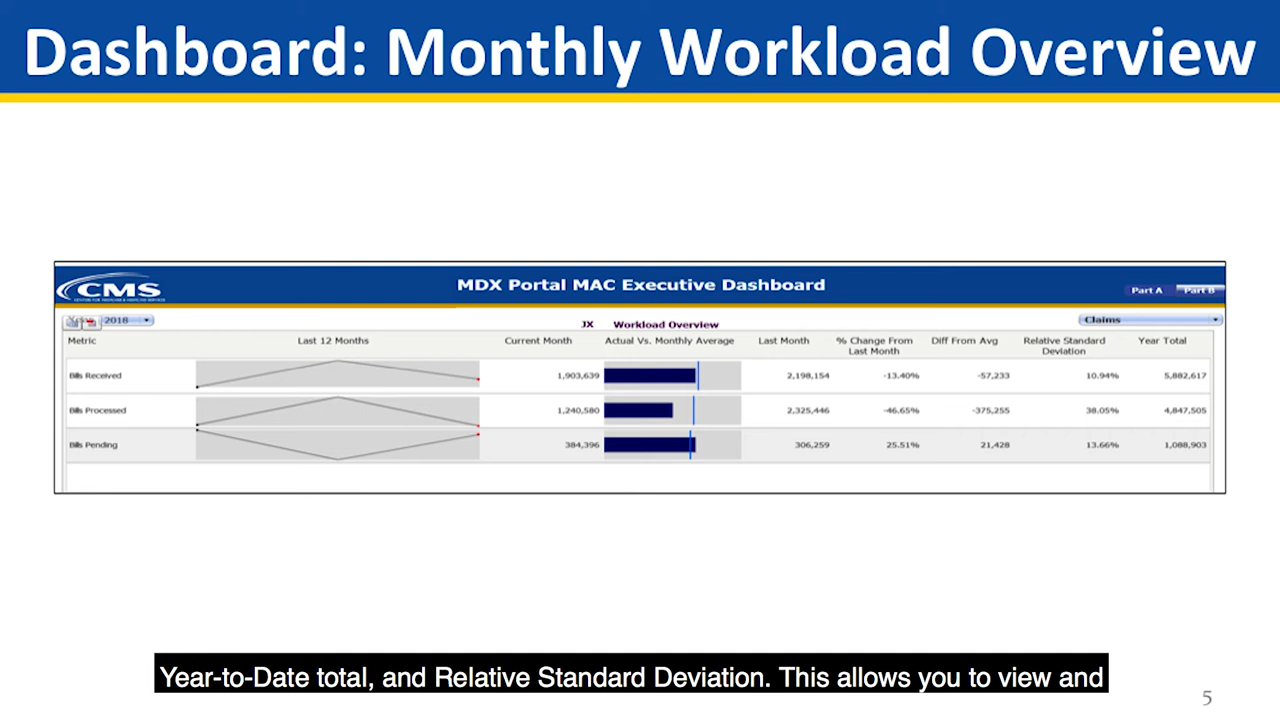 Dashboard: Monthly Workload Overview
CMS
CENTERS FOR MEDICARE & MEDICAID SERVICES
MDX Portal MAC Executive Dashboard
Part A Part B
2018
JX Workload Overview
Claims
Metric Last 12 Months Current Month Actual Vs. Monthly Average Last Month % Change From Last Month Diff From Avg Relative Standard Deviation Year Total
Bills Received 1,903,639 2,198,154 -13.40% -57,233 10.94% 5,882,617
Bills Processed 1,240,580 2,325,446 -46.65% -375,255 38.05% 4,847,505
Bills Pending 384,396 306,259 25.51% 21,428 13.66% 1,088,903
Year-to-Date total, and Relative Standard Deviation. This allows you to view and
5